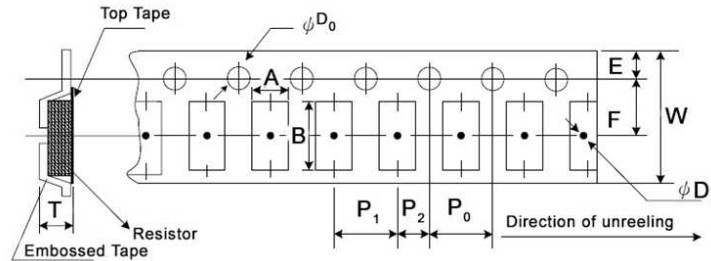 Top Tape
ϕD₀
A
E
F
W
B
T
P₁
P₂
P₀
ϕD
Direction of unreeling
Resistor
Embossed Tape